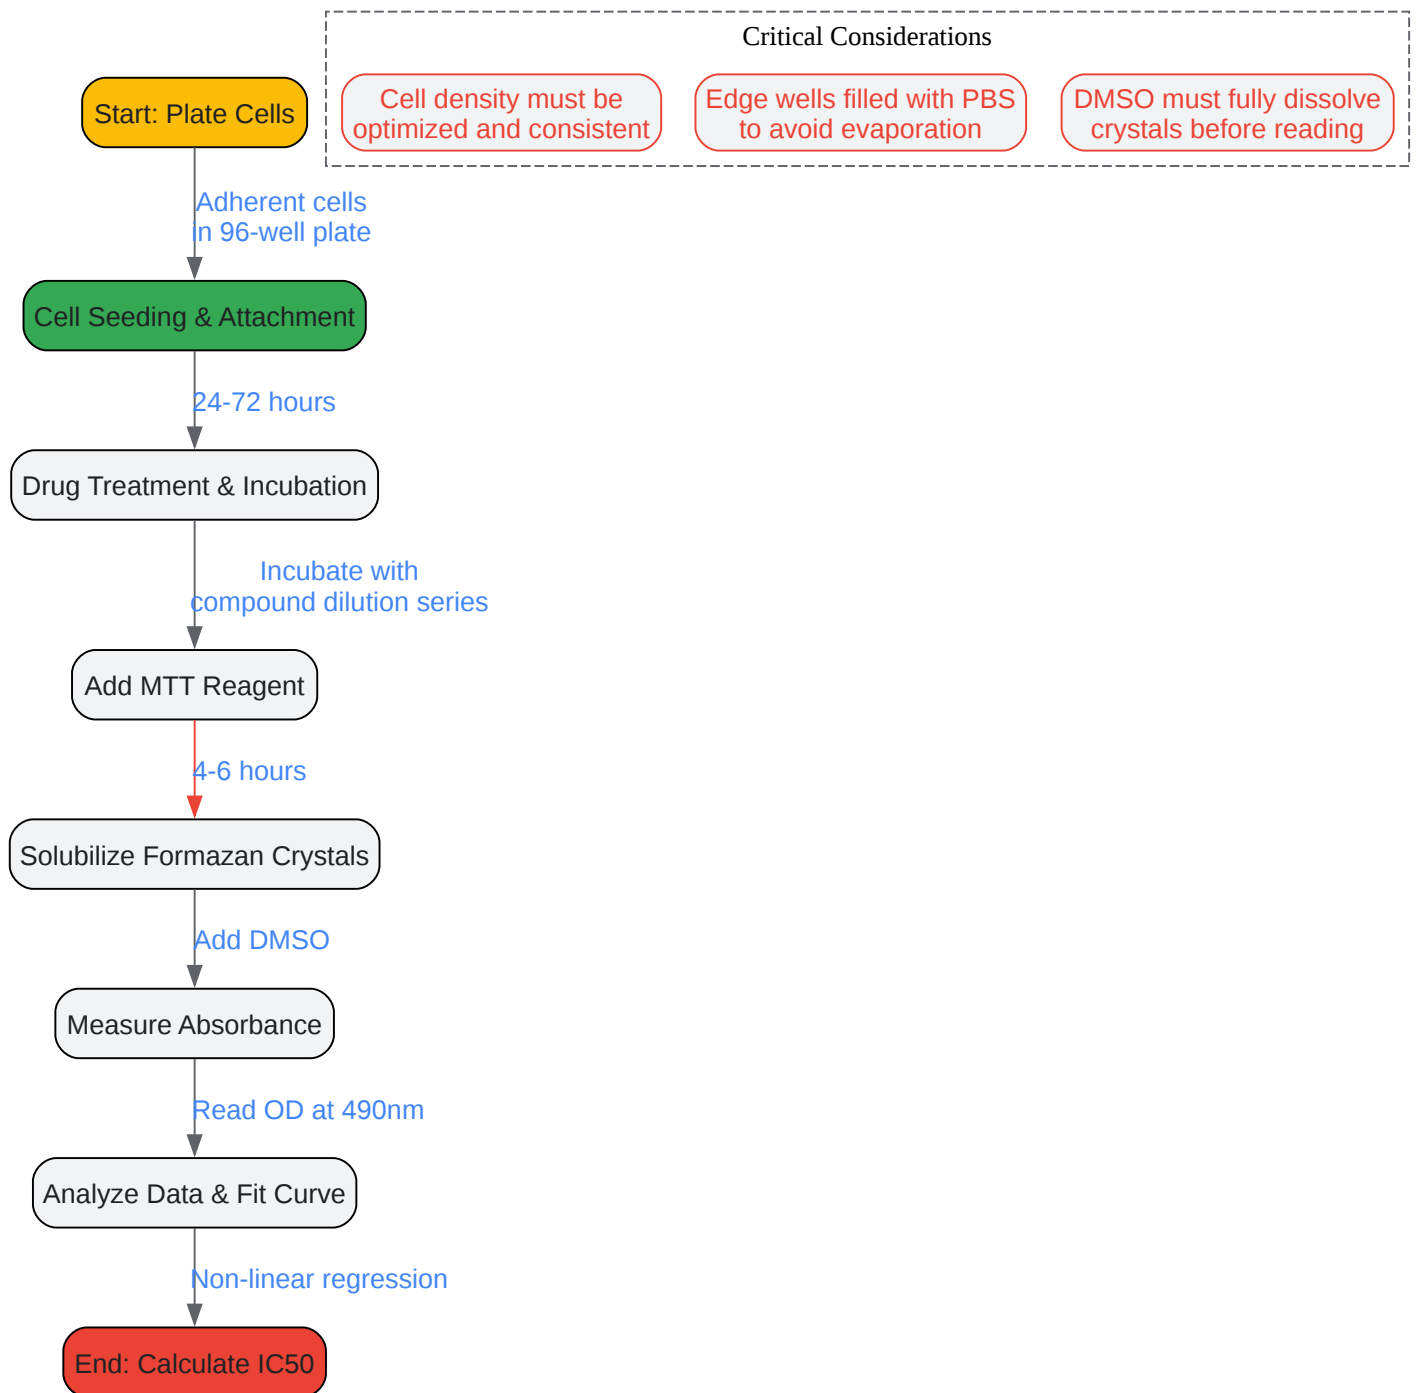 Critical Considerations
Cell density must be
optimized and consistent
Edge wells filled with PBS
to avoid evaporation
DMSO must fully dissolve
crystals before reading
Start: Plate Cells
Adherent cells
in 96-well plate
Cell Seeding & Attachment
24-72 hours
Drug Treatment & Incubation
Incubate with
compound dilution series
Add MTT Reagent
4-6 hours
Solubilize Formazan Crystals
Add DMSO
Measure Absorbance
Read OD at 490nm
Analyze Data & Fit Curve
Non-linear regression
End: Calculate IC50